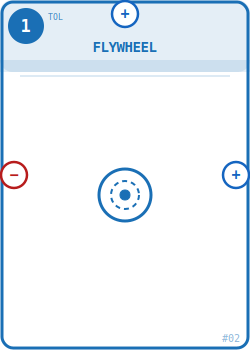 +
1 TOL
FLYWHEEL
− +
#02